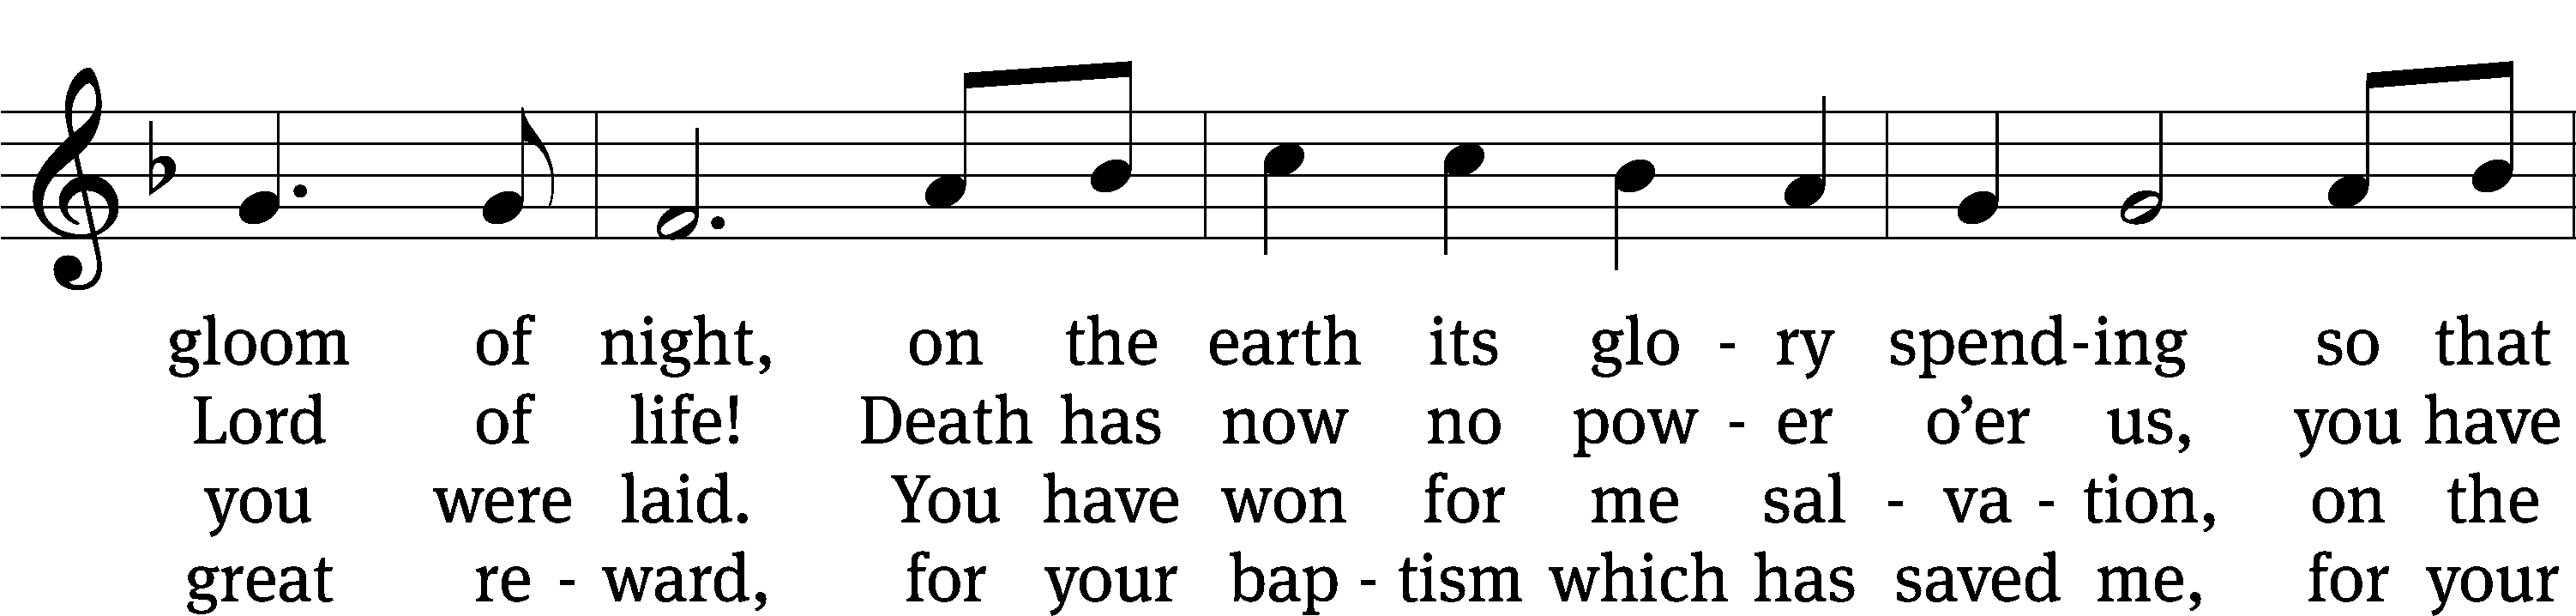 gloom of night, on the earth its glo - ry spend-ing so that
Lord of life! Death has now no pow - er o’er us, you have
you were laid. You have won for me sal - va - tion, on the
great re - ward, for your bap - tism which has saved me, for your